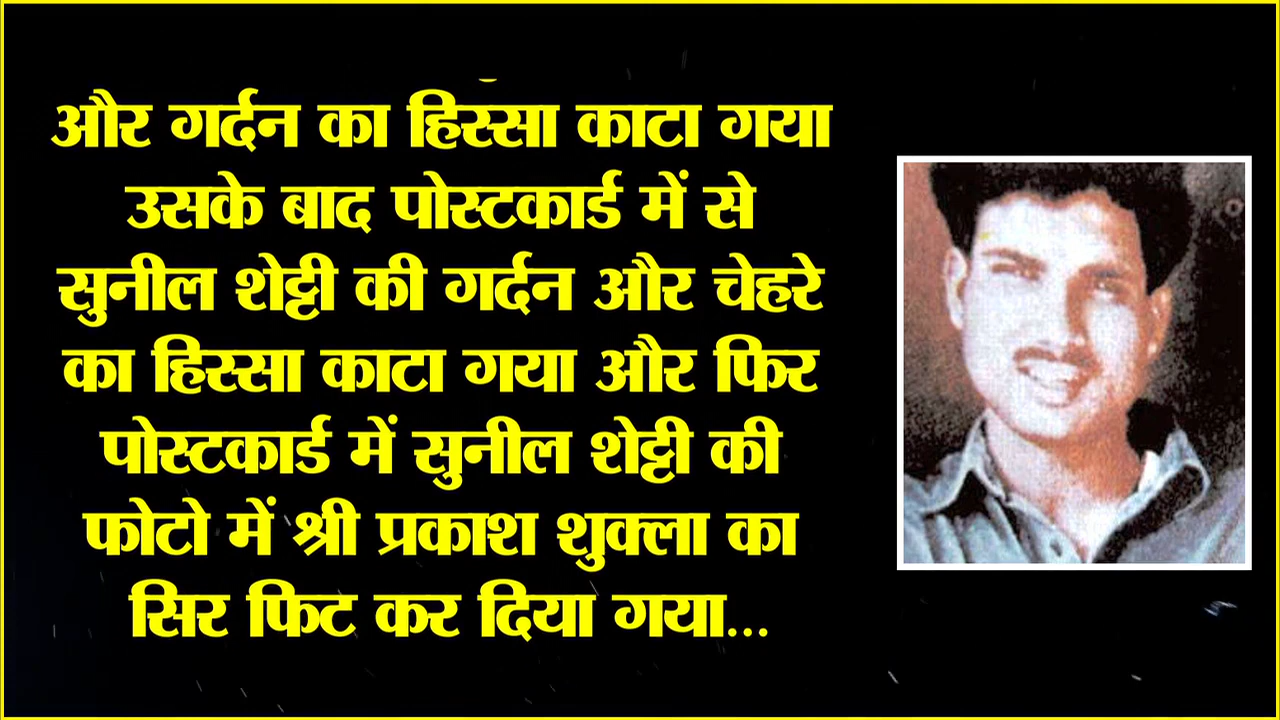 और गर्दन का हिस्सा काटा गया
उसके बाद पोस्टकार्ड में से
सुनील शेट्टी की गर्दन और चेहरे
का हिस्सा काटा गया और फिर
पोस्टकार्ड में सुनील शेट्टी की
फोटो में श्री प्रकाश शुक्ला का
सिर फिट कर दिया गया...